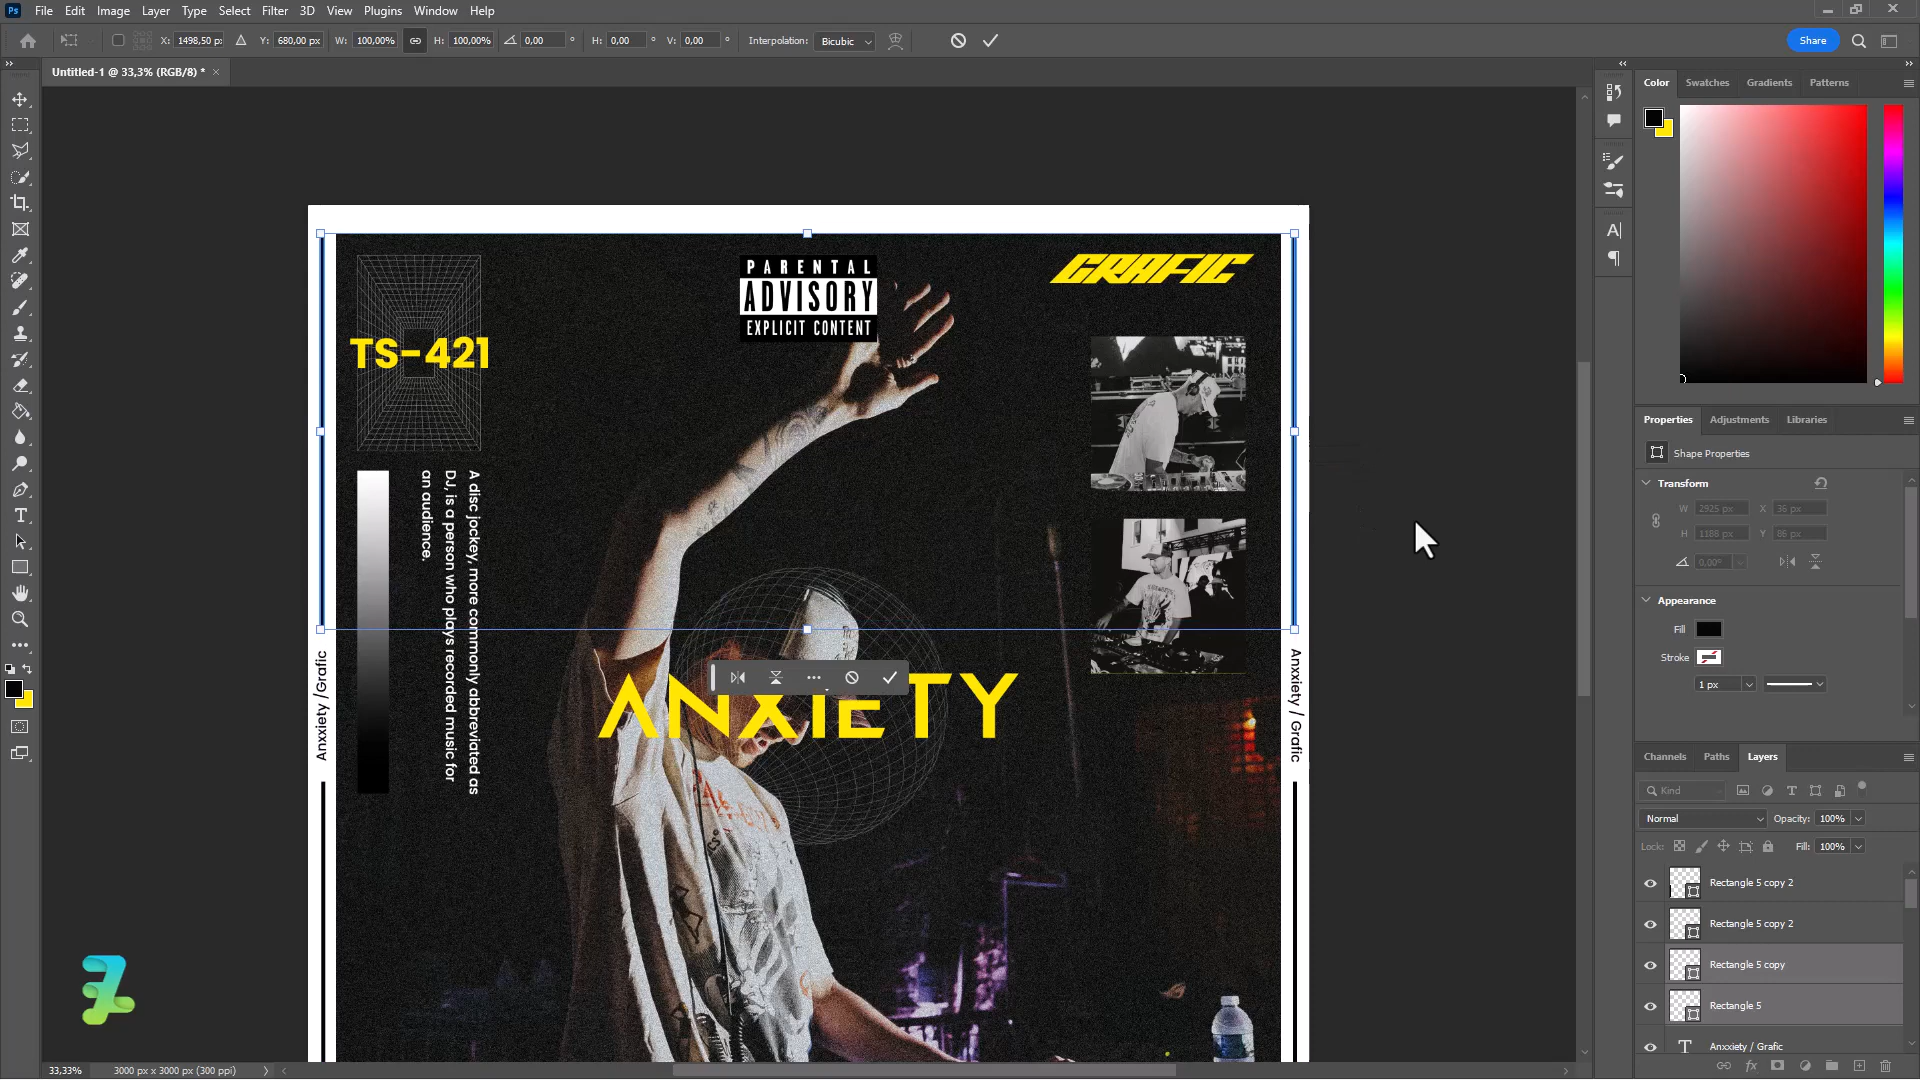 Ps File Edit Image Layer Type Select Filter 3D View Plugins Window Help
X: 1498,50 px Y: 680,00 px W: 100,00% H: 100,00% 0,00 ° H: 0,00 ° V: 0,00 ° Interpolation: Bicubic Share
Untitled-1 @ 33,3% (RGB/8) * ×
Color Swatches Gradients Patterns
PARENTAL
ADVISORY
EXPLICIT CONTENT
GRAFIC
TS-421
A disc jockey, more commonly abbreviated as
DJ, is a person who plays recorded music for
an audience.
ANXIETY
Anxxiety /Grafic
Anxxiety / Grafic
Properties Adjustments Libraries
Shape Properties
Transform
W 2925 px X 36 px
H 1188 px Y 86 px
0,00°
Appearance
Fill
Stroke
1 px
Channels Paths Layers
Kind
Normal Opacity: 100%
Lock: Fill: 100%
Rectangle 5 copy 2
Rectangle 5 copy 2
Rectangle 5 copy
Rectangle 5
Anxxiety / Grafic
33,33% 3000 px x 3000 px (300 ppi)